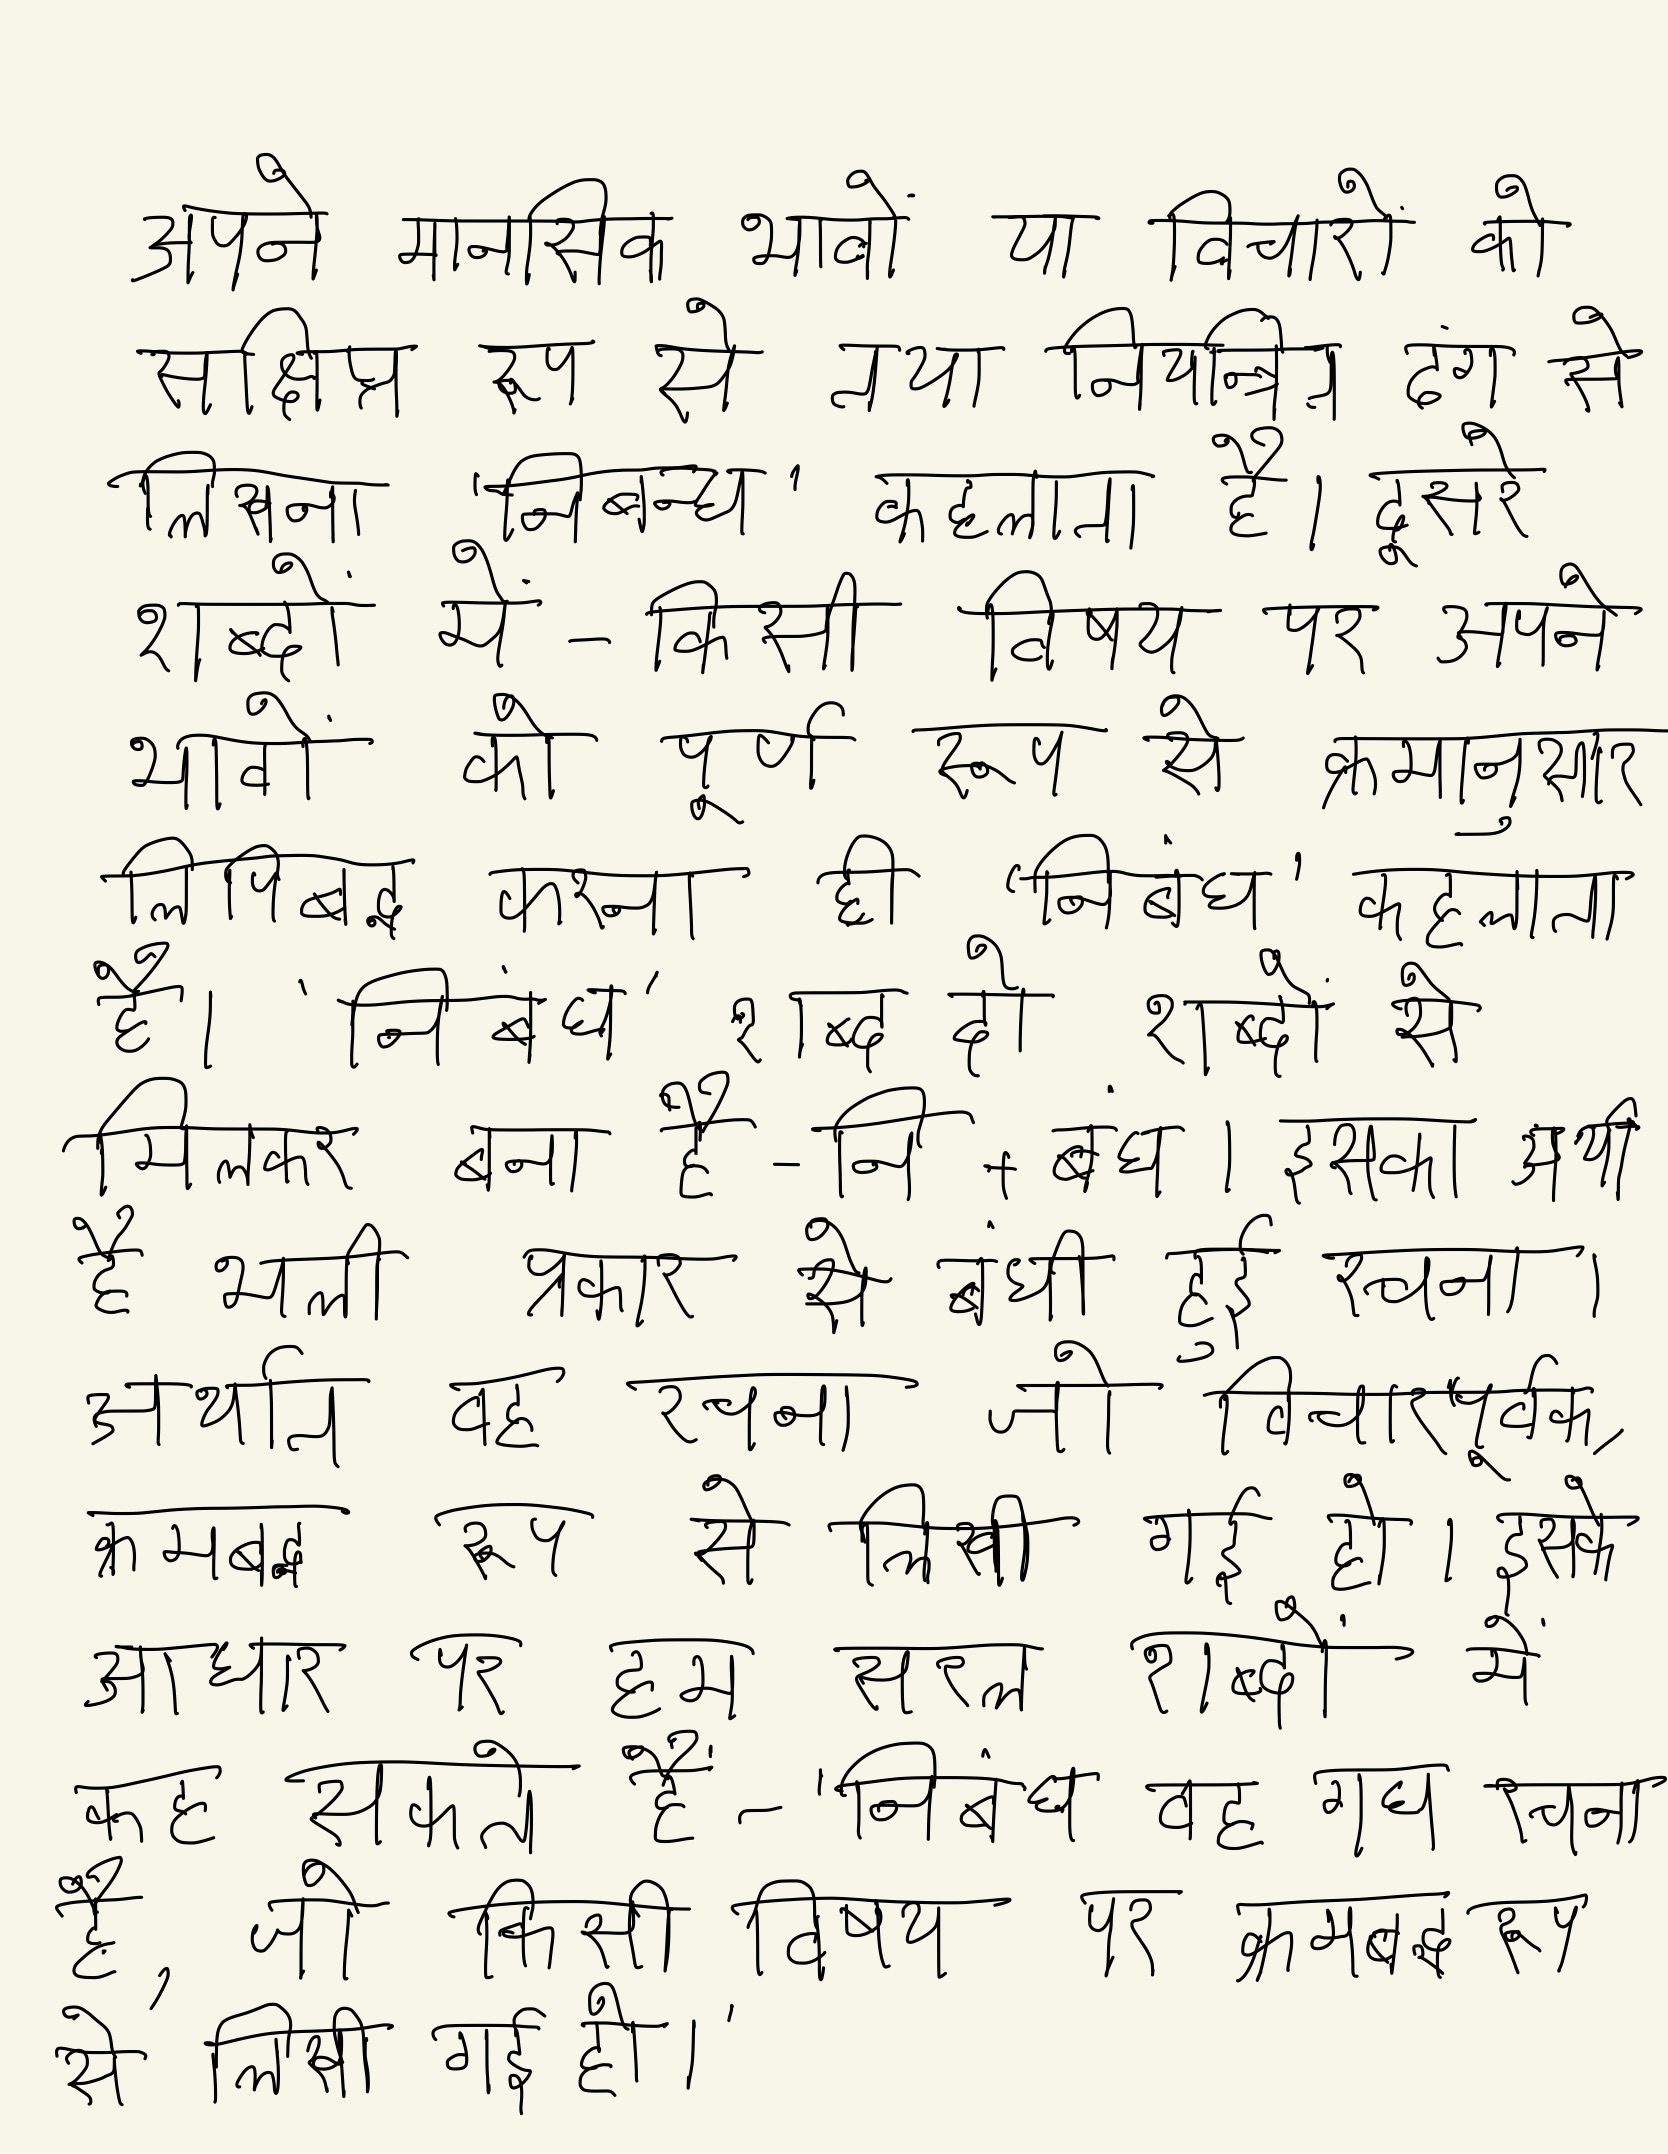 अपने मानसिक भावों या विचारों को
सक्षिप्त रूप से तथा नियन्त्रित ढंग से
लिखना 'निबन्ध' कहलाता है। दूसरे
शब्दों में - किसी विषय पर अपने
भावों को पूर्ण रूप से क्रमानुसार
लिपिबद्ध करना ही 'निबंध' कहलाता
है। 'निबंध' शब्द दो शब्दों से
मिलकर बना है - नि + बंध। इसका अर्थ
है भली प्रकार से बंधी हुई रचना।
अर्थात वह रचना जो विचारपूर्वक,
क्रमबद्ध रूप से लिखी गई हो। इसके
आधार पर हम सरल शब्दों में
कह सकते हैं - 'निबंध वह गद्य रचना
है, जो किसी विषय पर क्रमबद्ध रूप
से लिखी गई हो।'